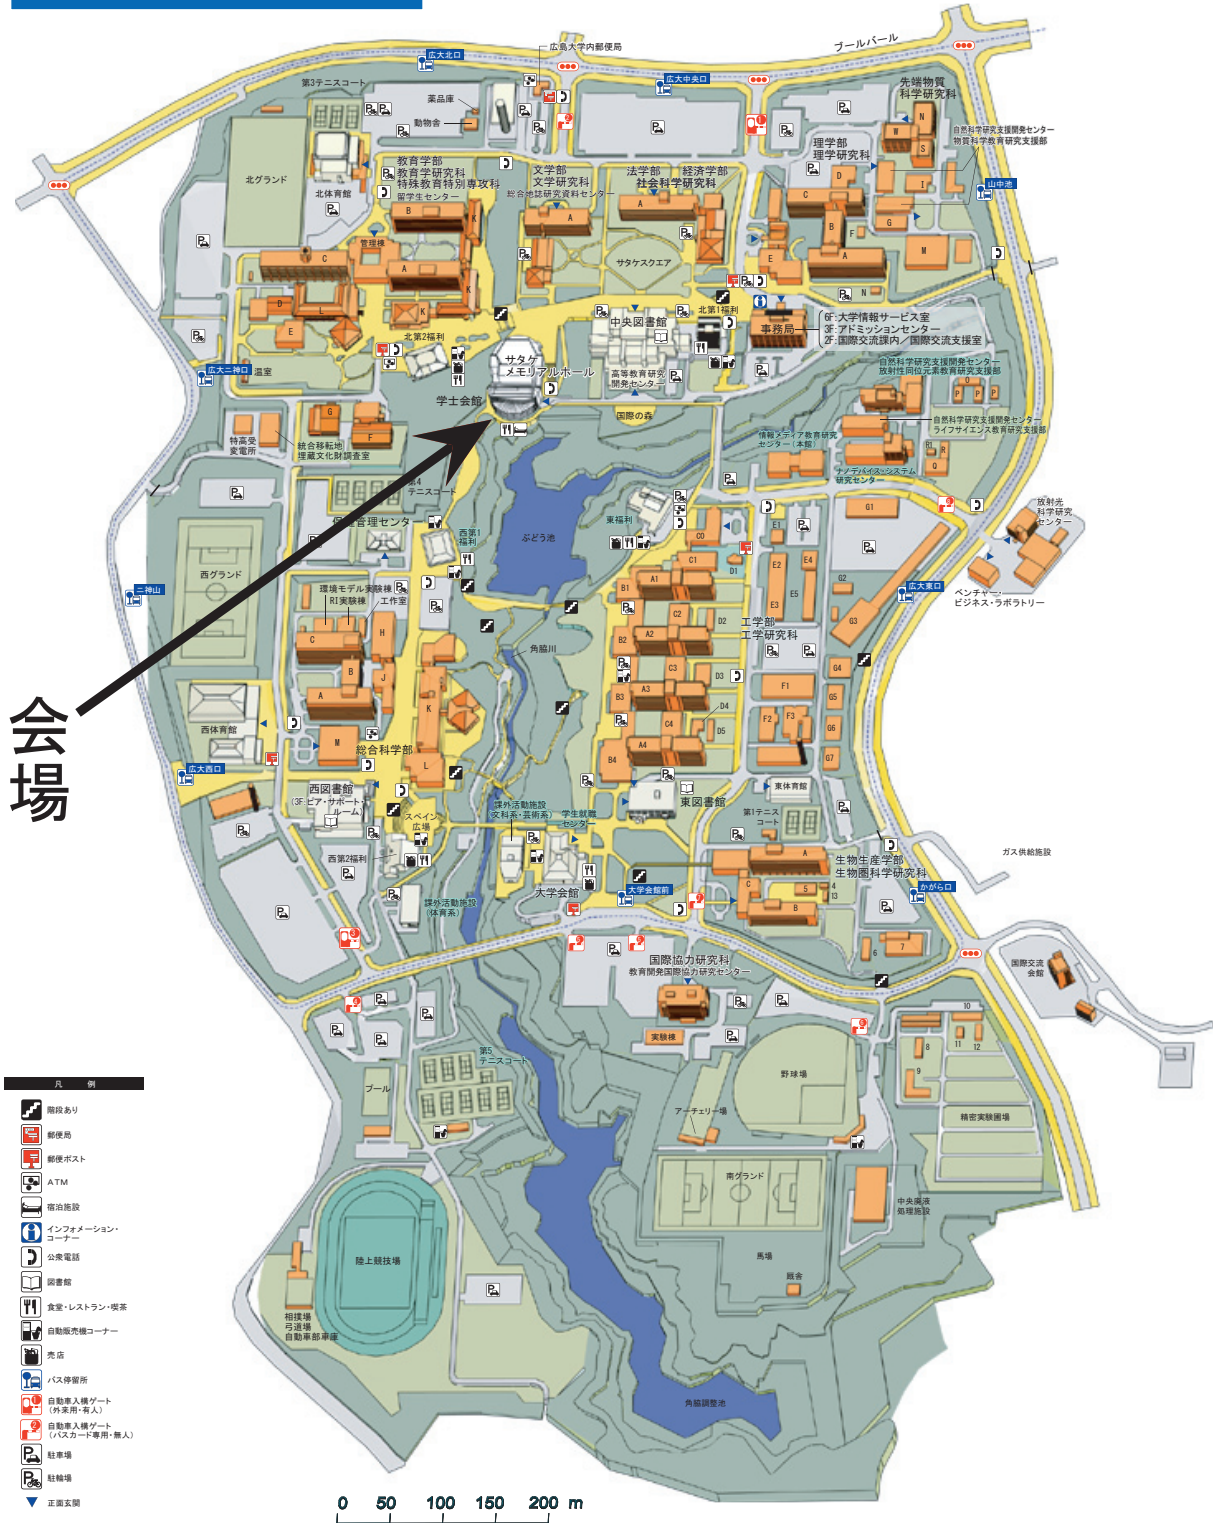 ブールバール
広大北口
広島大学内郵便局
広大中央口
第3テニスコート
薬品庫
動物舎
先端物質
科学研究科
自然科学研究支援開発センター
物質科学教育研究支援部
理学部
理学研究科
山中池
北グランド
北体育館
教育学部
教育学研究科
特殊教育特別専攻科
留学生センター
文学部
文学研究科
総合地誌研究資料センター
法学部 経済学部
社会科学研究科
管理棟
サタケスクエア
中央図書館
北第1福利
北第2福利
事務局
6F:大学情報サービス室
3F:アドミッションセンター
2F:国際交流課内/国際交流支援室
サタケ
メモリアルホール
高等教育研究
開発センター
学士会館
国際の森
自然科学研究支援開発センター
放射性同位元素教育研究支援部
自然科学研究支援開発センター
ライフサイエンス教育研究支援部
広大二神口
温室
特高受
変電所
統合移転地
埋蔵文化財調査室
情報メディア教育研究
センター(本館)
ナノデバイス・システム
研究センター
第4
テニスコート
保健管理センター
西第1
福利
東福利
ぶどう池
放射光
科学研究
センター
ベンチャー・
ビジネス・ラボラトリー
広大東口
西グランド
二神山
環境モデル実験棟
RI実験棟
工作室
工学部
工学研究科
角脇川
会場
西体育館
広大西口
総合科学部
西図書館
(3F:ピア・サポート・
ルーム)
スペイン
広場
西第2福利
課外活動施設
(文科系・芸術系)
学生就職
センター
東図書館
東体育館
第1テニス
コート
大学会館
大学会館前
課外活動施設
(体育系)
生物生産学部
生物圏科学研究科
かがら口
ガス供給施設
国際協力研究科
教育開発国際協力研究センター
国際交流
会館
実験棟
第5
テニスコート
プール
野球場
アーチェリー場
精密実験圃場
南グランド
中央廃液
処理施設
馬場
厩舎
陸上競技場
相撲場
弓道場
自動車部車庫
角脇調整池
凡 例
階段あり
郵便局
郵便ポスト
ATM
宿泊施設
インフォメーション・
コーナー
公衆電話
図書館
食堂・レストラン・喫茶
自動販売機コーナー
売店
バス停留所
自動車入構ゲート
(外来用・有人)
自動車入構ゲート
(パスカード専用・無人)
駐車場
駐輪場
正面玄関
0 50 100 150 200 m